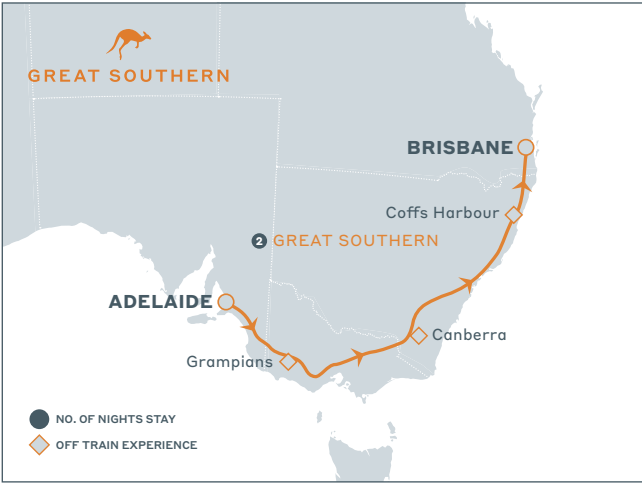 GREAT SOUTHERN
BRISBANE
Coffs Harbour
2 GREAT SOUTHERN
ADELAIDE
Canberra
Grampians
NO. OF NIGHTS STAY
OFF TRAIN EXPERIENCE